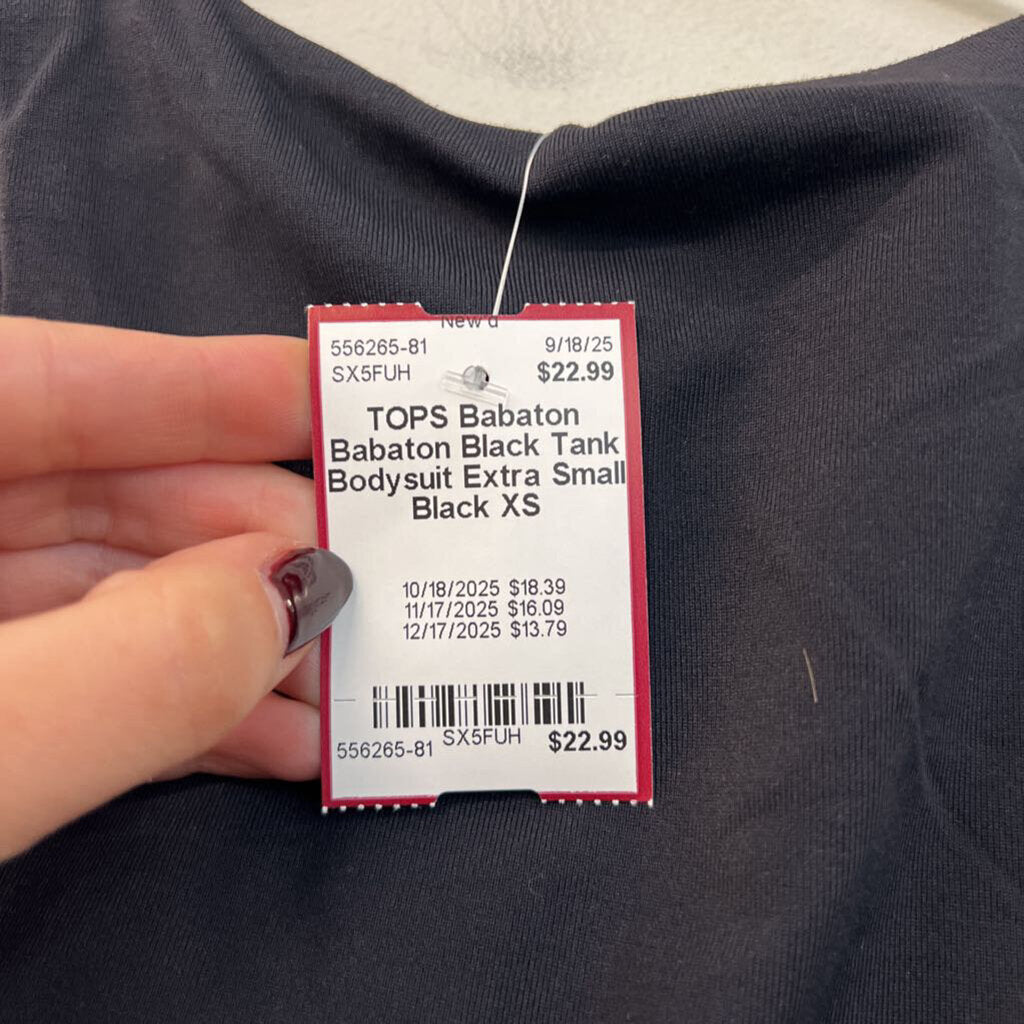 New
556265-81 9/18/25
SX5FUH $22.99
TOPS Babaton
Babaton Black Tank
Bodysuit Extra Small
Black XS
10/18/2025 $18.39
11/17/2025 $16.09
12/17/2025 $13.79
556265-81 SX5FUH $22.99